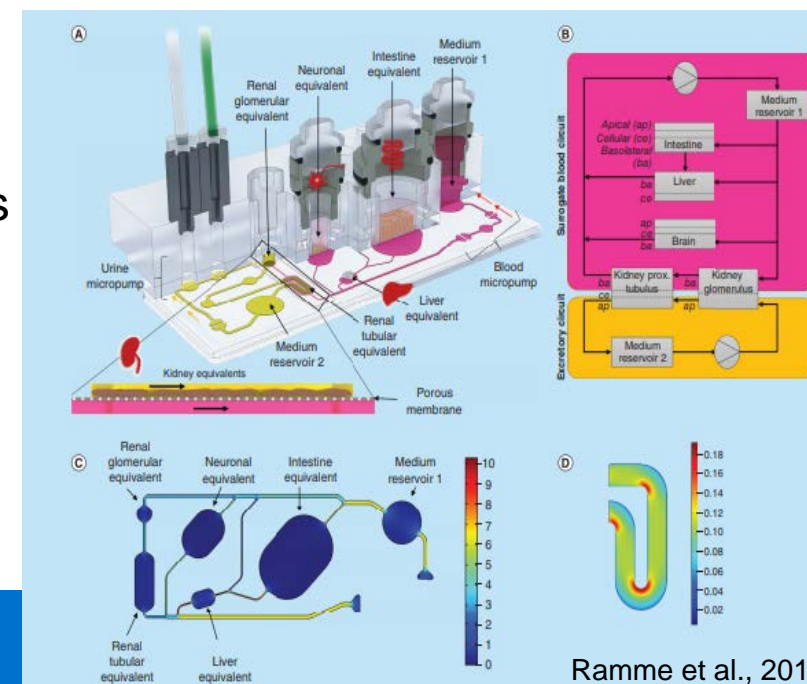 s
A
Renal
glomerular
equivalent
Neuronal
equivalent
Intestine
equivalent
Medium
reservoir 1
Urine
micropump
Blood
micropump
Liver
equivalent
Renal
tubular
equivalent
Medium
reservoir 2
Kidney equivalents
Porous
membrane
B
Surrogate blood circuit
Excretory circuit
Medium
reservoir 1
Apical (ap)
Cellular (ce)
Basolateral
(ba)
Intestine
Liver
ba
ce
ap
ce
ba
Brain
Kidney prox.
tubulus
ba
ce
ap
Kidney
glomerulus
ba
ap
Medium
reservoir 2
C
Renal
glomerular
equivalent
Neuronal
equivalent
Intestine
equivalent
Medium
reservoir 1
Renal
tubular
equivalent
Liver
equivalent
10
9
8
7
6
5
4
3
2
1
0
D
0.18
0.16
0.14
0.12
0.10
0.08
0.06
0.04
0.02
Ramme et al., 201